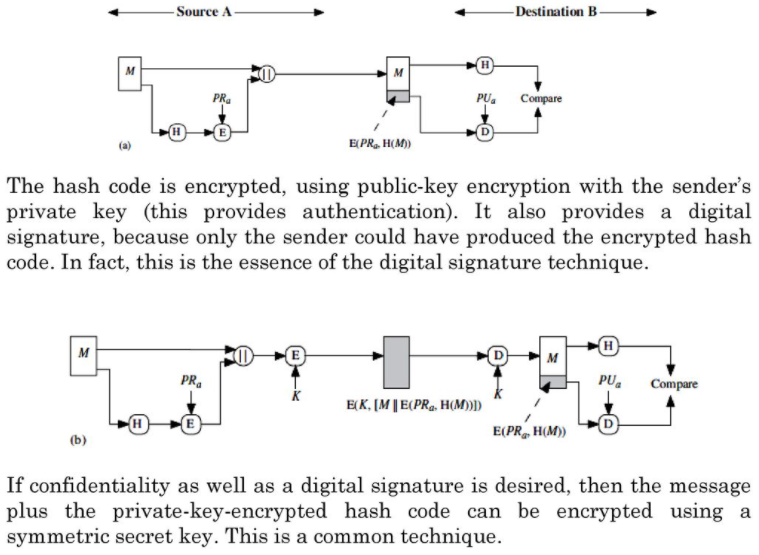 Source A
Destination B
M
||
M
H
PRa
PUa
Compare
H
E
D
(a)
E(PRa, H(M))
The hash code is encrypted, using public-key encryption with the sender's
private key (this provides authentication). It also provides a digital
signature, because only the sender could have produced the encrypted hash
code. In fact, this is the essence of the digital signature technique.
M
||
E
D
M
H
PRa
K
K
PUa
Compare
E(K, [M || E(PRa, H(M))])
H
E
E(PRa, H(M))
D
(b)
If confidentiality as well as a digital signature is desired, then the message
plus the private-key-encrypted hash code can be encrypted using a
symmetric secret key. This is a common technique.